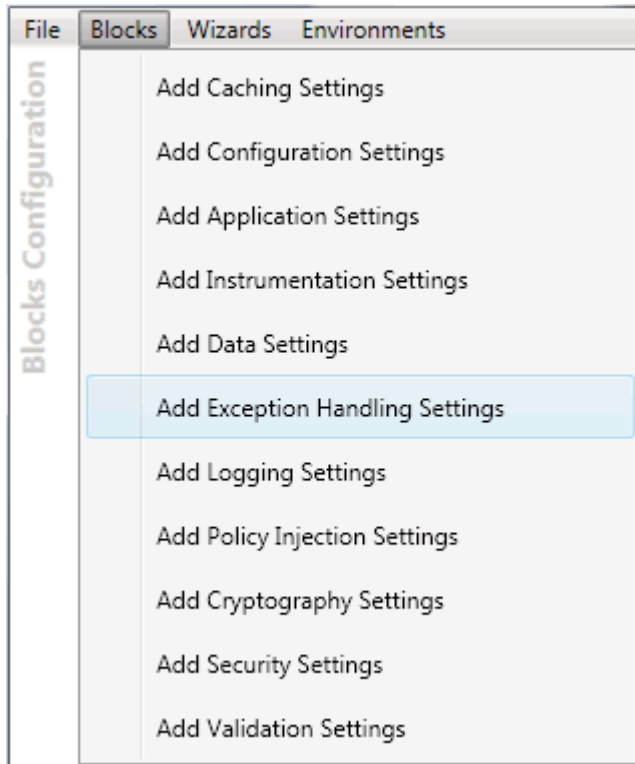 File Blocks Wizards Environments
Blocks Configuration
Add Caching Settings
Add Configuration Settings
Add Application Settings
Add Instrumentation Settings
Add Data Settings
Add Exception Handling Settings
Add Logging Settings
Add Policy Injection Settings
Add Cryptography Settings
Add Security Settings
Add Validation Settings